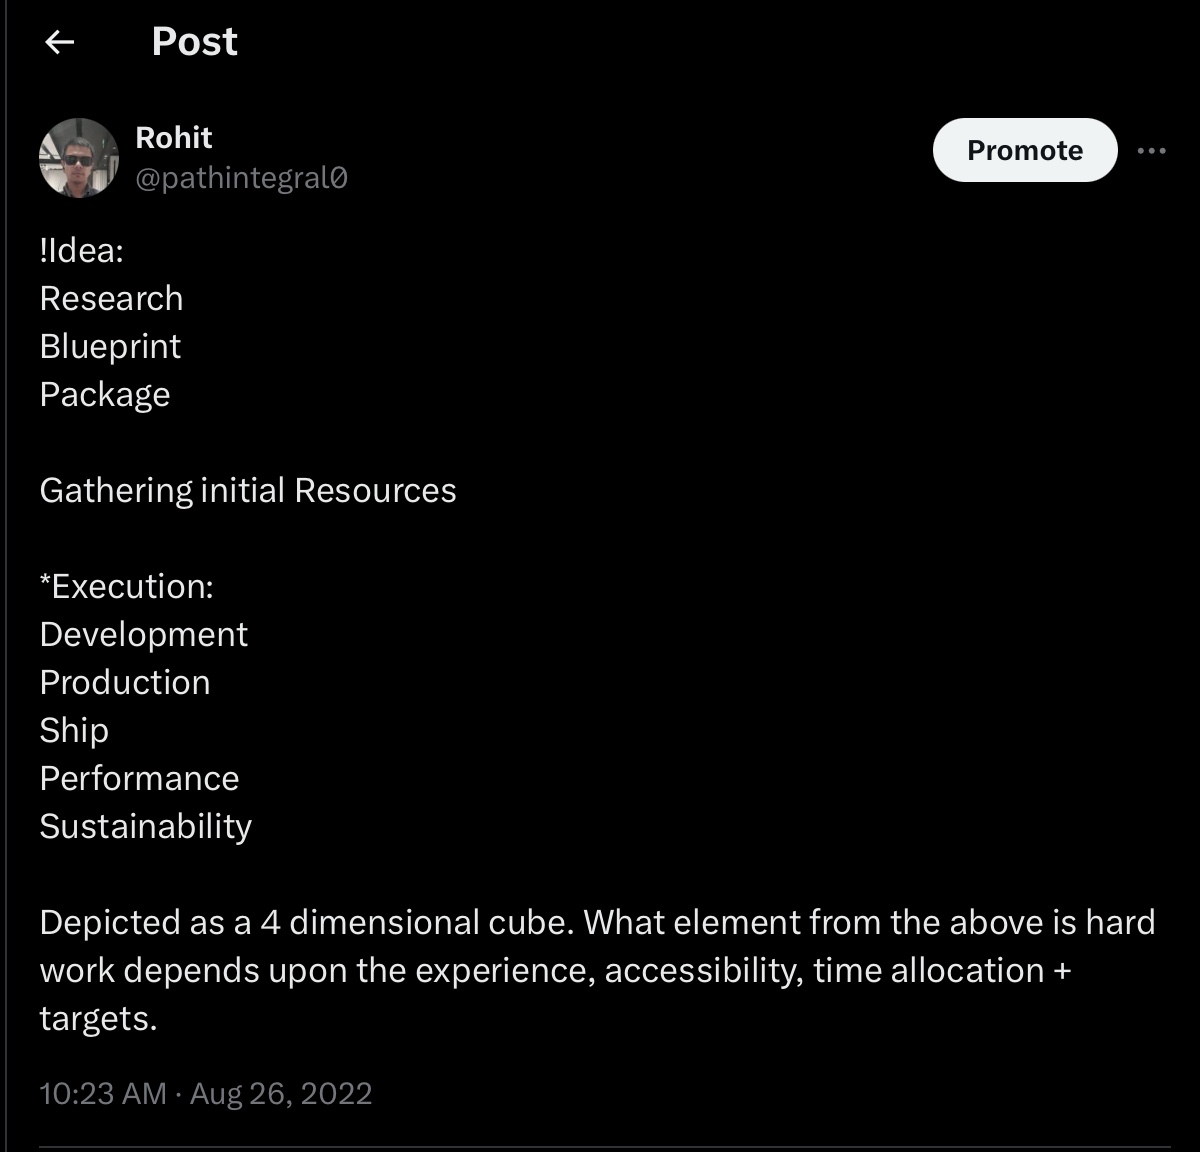 Post
Rohit
@pathintegral0
Promote
!Idea:
Research
Blueprint
Package
Gathering initial Resources
*Execution:
Development
Production
Ship
Performance
Sustainability
Depicted as a 4 dimensional cube. What element from the above is hard
work depends upon the experience, accessibility, time allocation +
targets.
10:23 AM · Aug 26, 2022